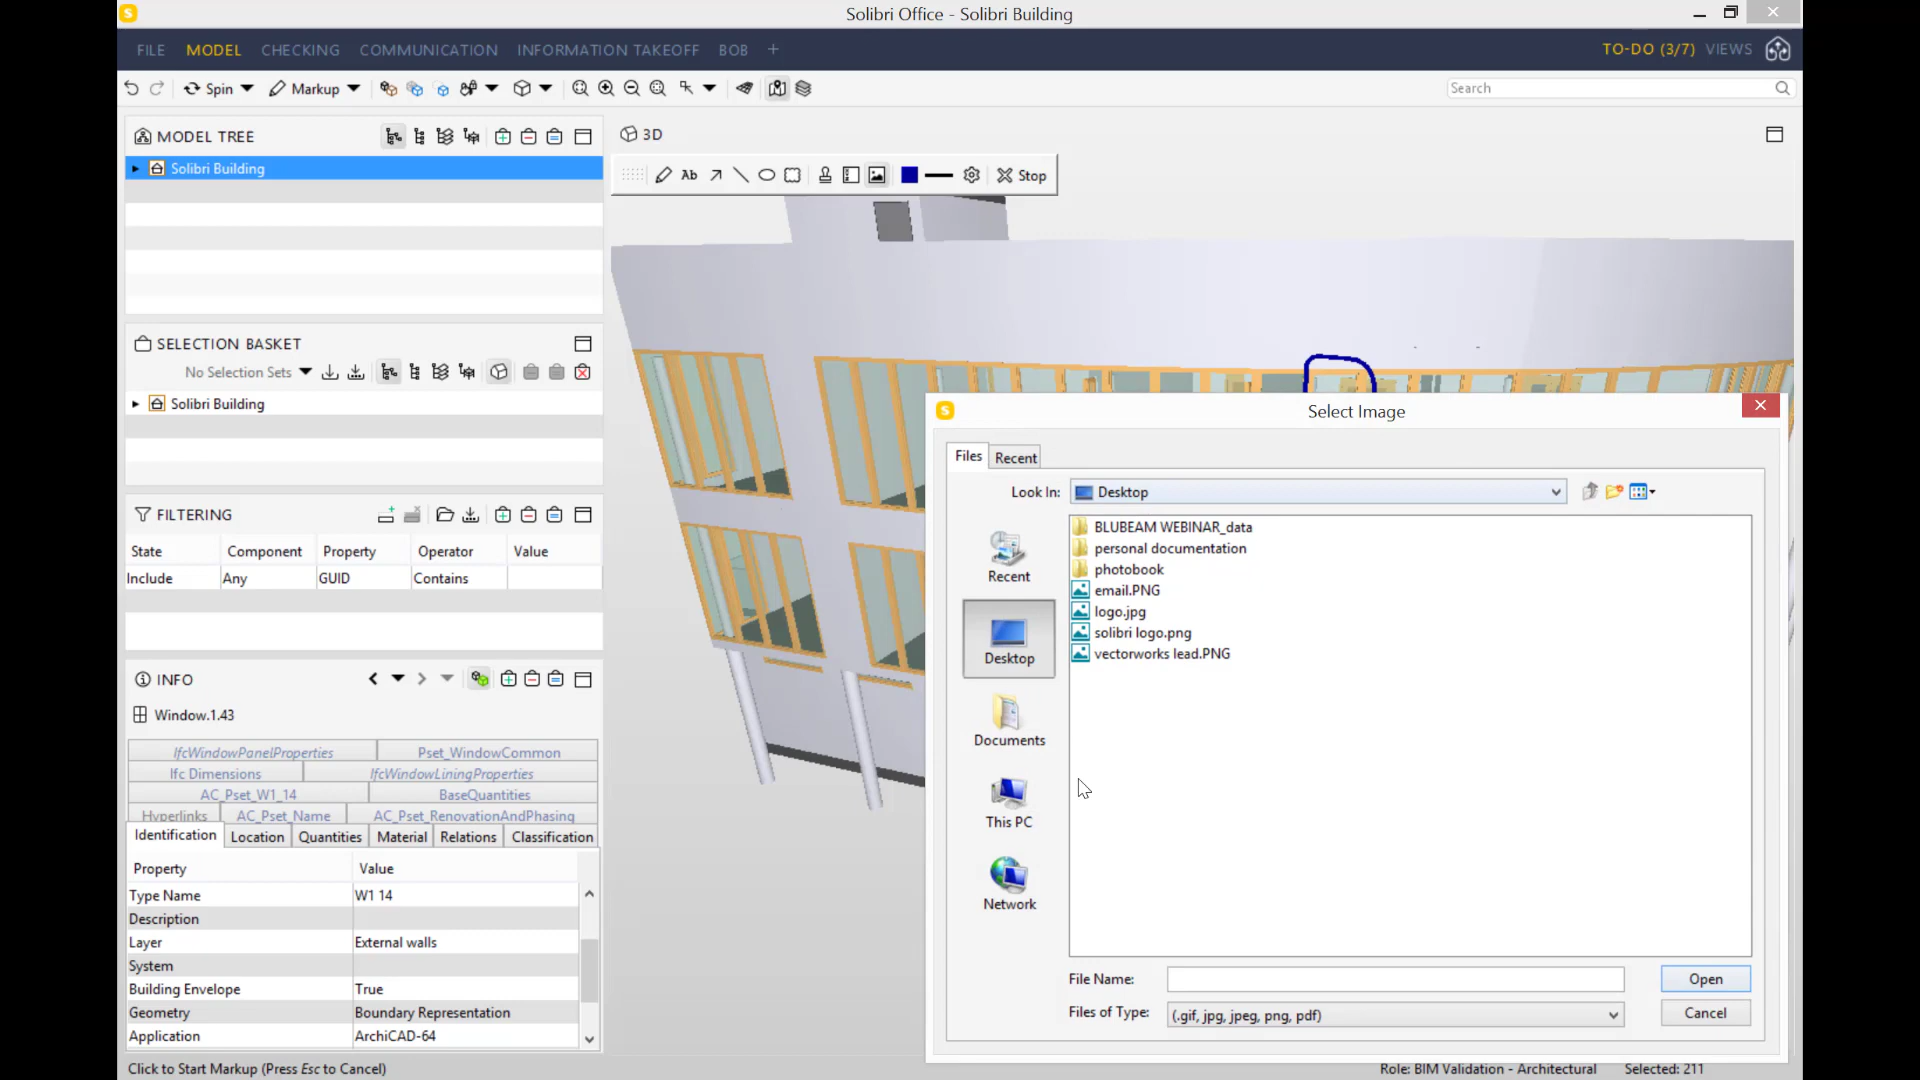 Solibri Office - Solibri Building
FILE MODEL CHECKING COMMUNICATION INFORMATION TAKEOFF BOB + TO-DO (3/7) VIEWS
Spin Markup Search
MODEL TREE
Solibri Building
3D
Ab Stop
SELECTION BASKET
No Selection Sets
Solibri Building
FILTERING
State Component Property Operator Value
Include Any GUID Contains
INFO
Window.1.43
IfcWindowPanelProperties Pset_WindowCommon
Ifc Dimensions IfcWindowLiningProperties
AC_Pset_W1_14 BaseQuantities
Hyperlinks AC_Pset_Name AC_Pset_RenovationAndPhasing
Identification Location Quantities Material Relations Classification
Property Value
Type Name W1 14
Description
Layer External walls
System
Building Envelope True
Geometry Boundary Representation
Application ArchiCAD-64
Select Image
Files Recent
Look In: Desktop
Recent
Desktop
Documents
This PC
Network
BLUBEAM WEBINAR_data
personal documentation
photobook
email.PNG
logo.jpg
solibri logo.png
vectorworks lead.PNG
File Name: Open
Files of Type: (.gif, jpg, jpeg, png, pdf) Cancel
Click to Start Markup (Press Esc to Cancel) Role: BIM Validation - Architectural Selected: 211